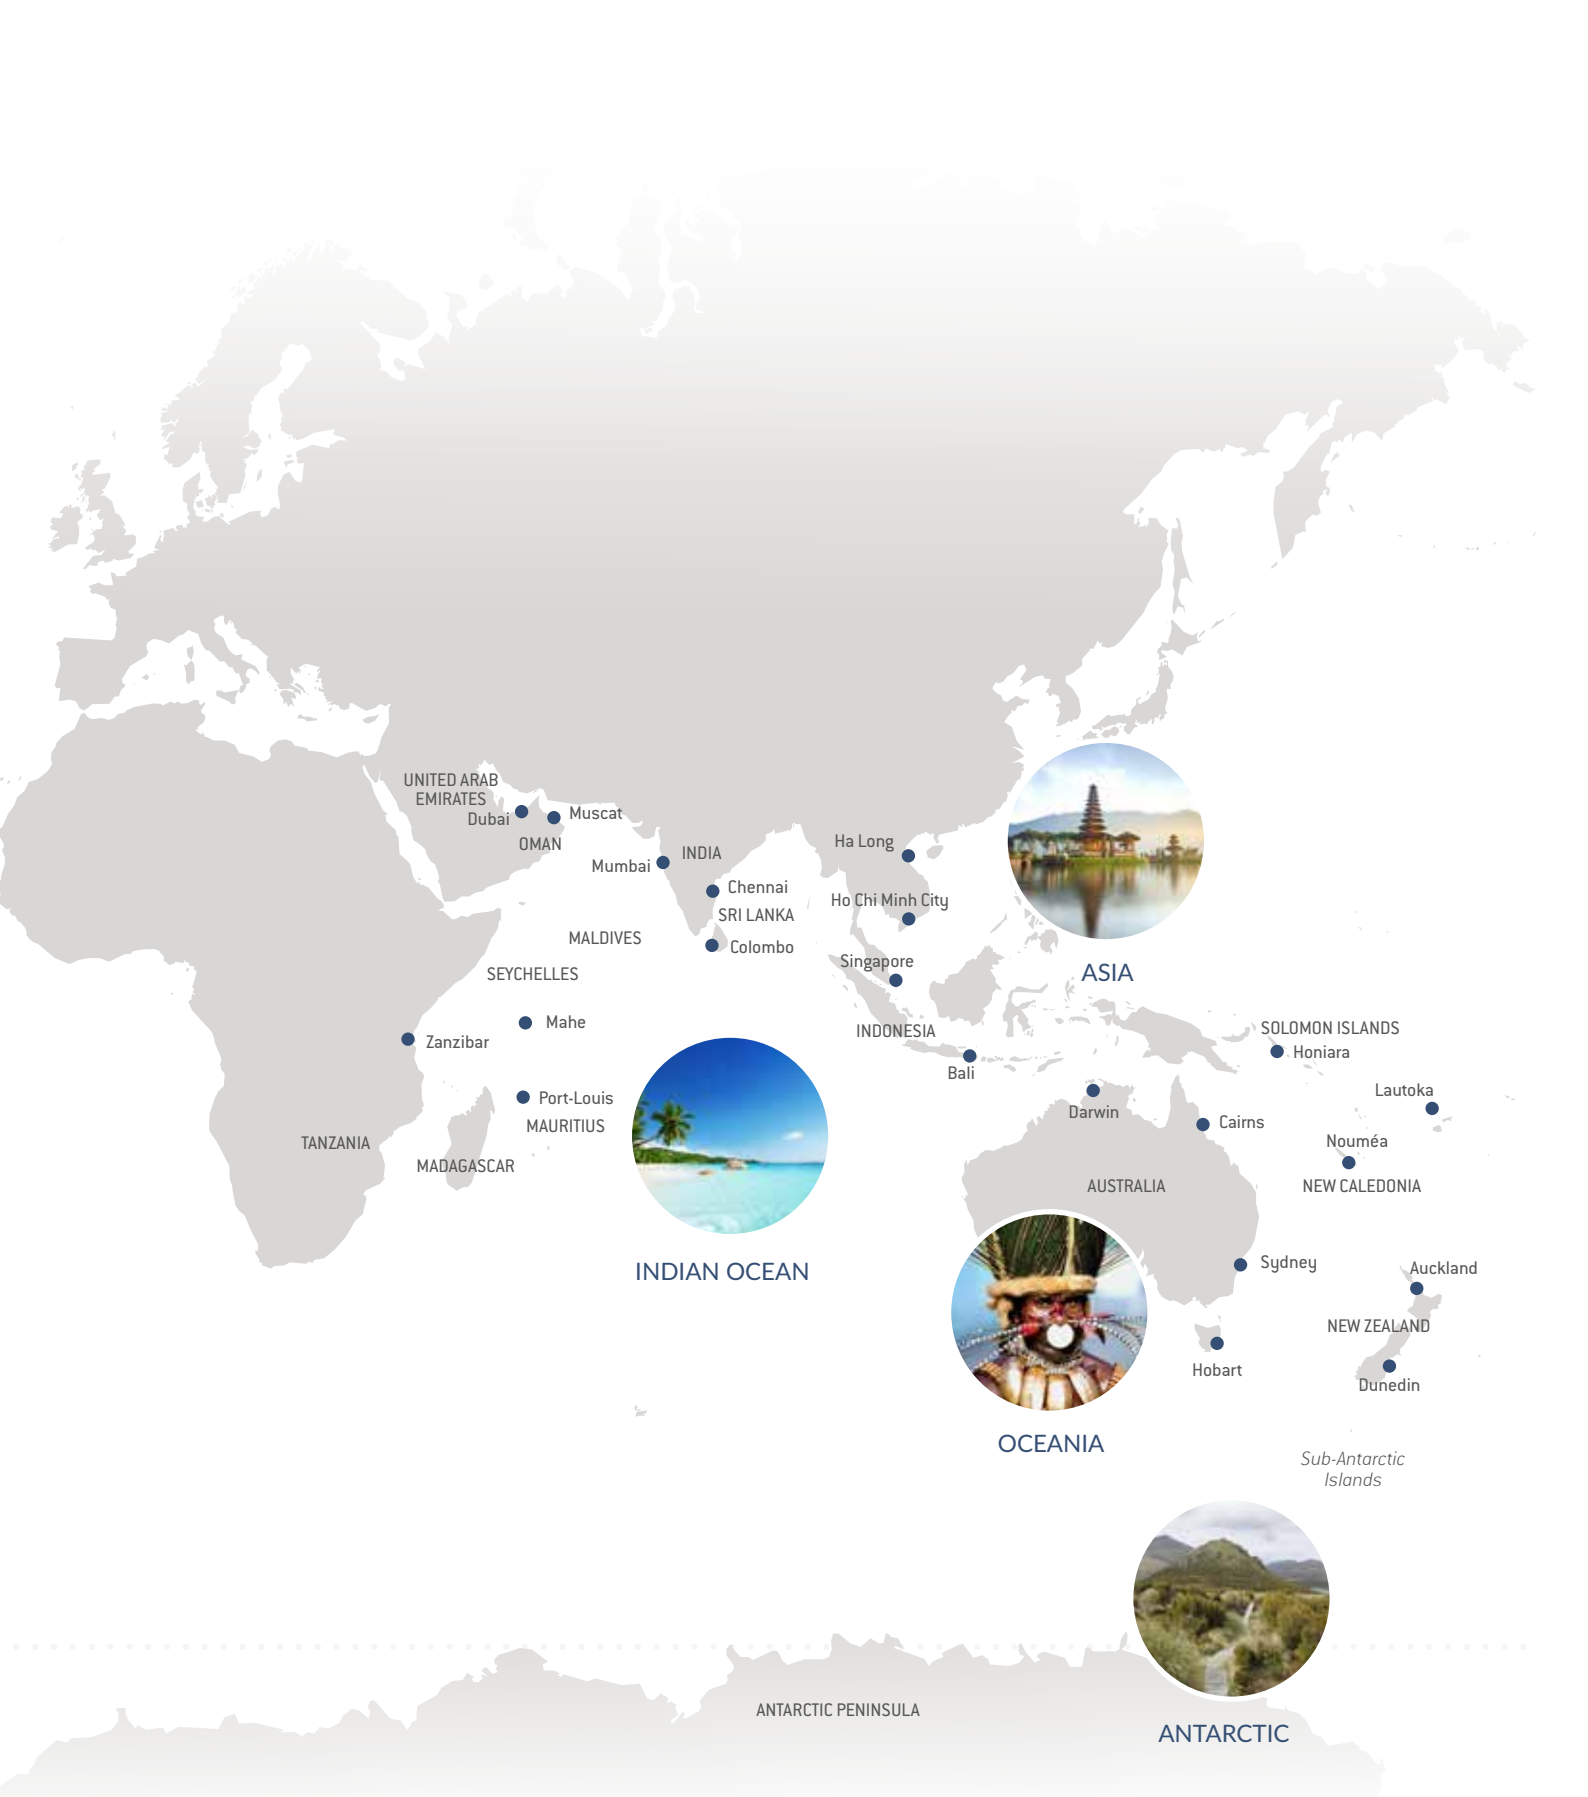 UNITED ARAB
EMIRATES
Dubai
Muscat
OMAN
Mumbai
INDIA
Ha Long
Chennai
Ho Chi Minh City
SRI LANKA
MALDIVES
Colombo
Singapore
SEYCHELLES
ASIA
Mahe
INDONESIA
SOLOMON ISLANDS
Zanzibar
Honiara
Bali
Lautoka
Port-Louis
Darwin
MAURITIUS
Cairns
TANZANIA
Nouméa
MADAGASCAR
AUSTRALIA
NEW CALEDONIA
INDIAN OCEAN
Sydney
Auckland
NEW ZEALAND
Hobart
Dunedin
OCEANIA
Sub-Antarctic
Islands
ANTARCTIC PENINSULA
ANTARCTIC